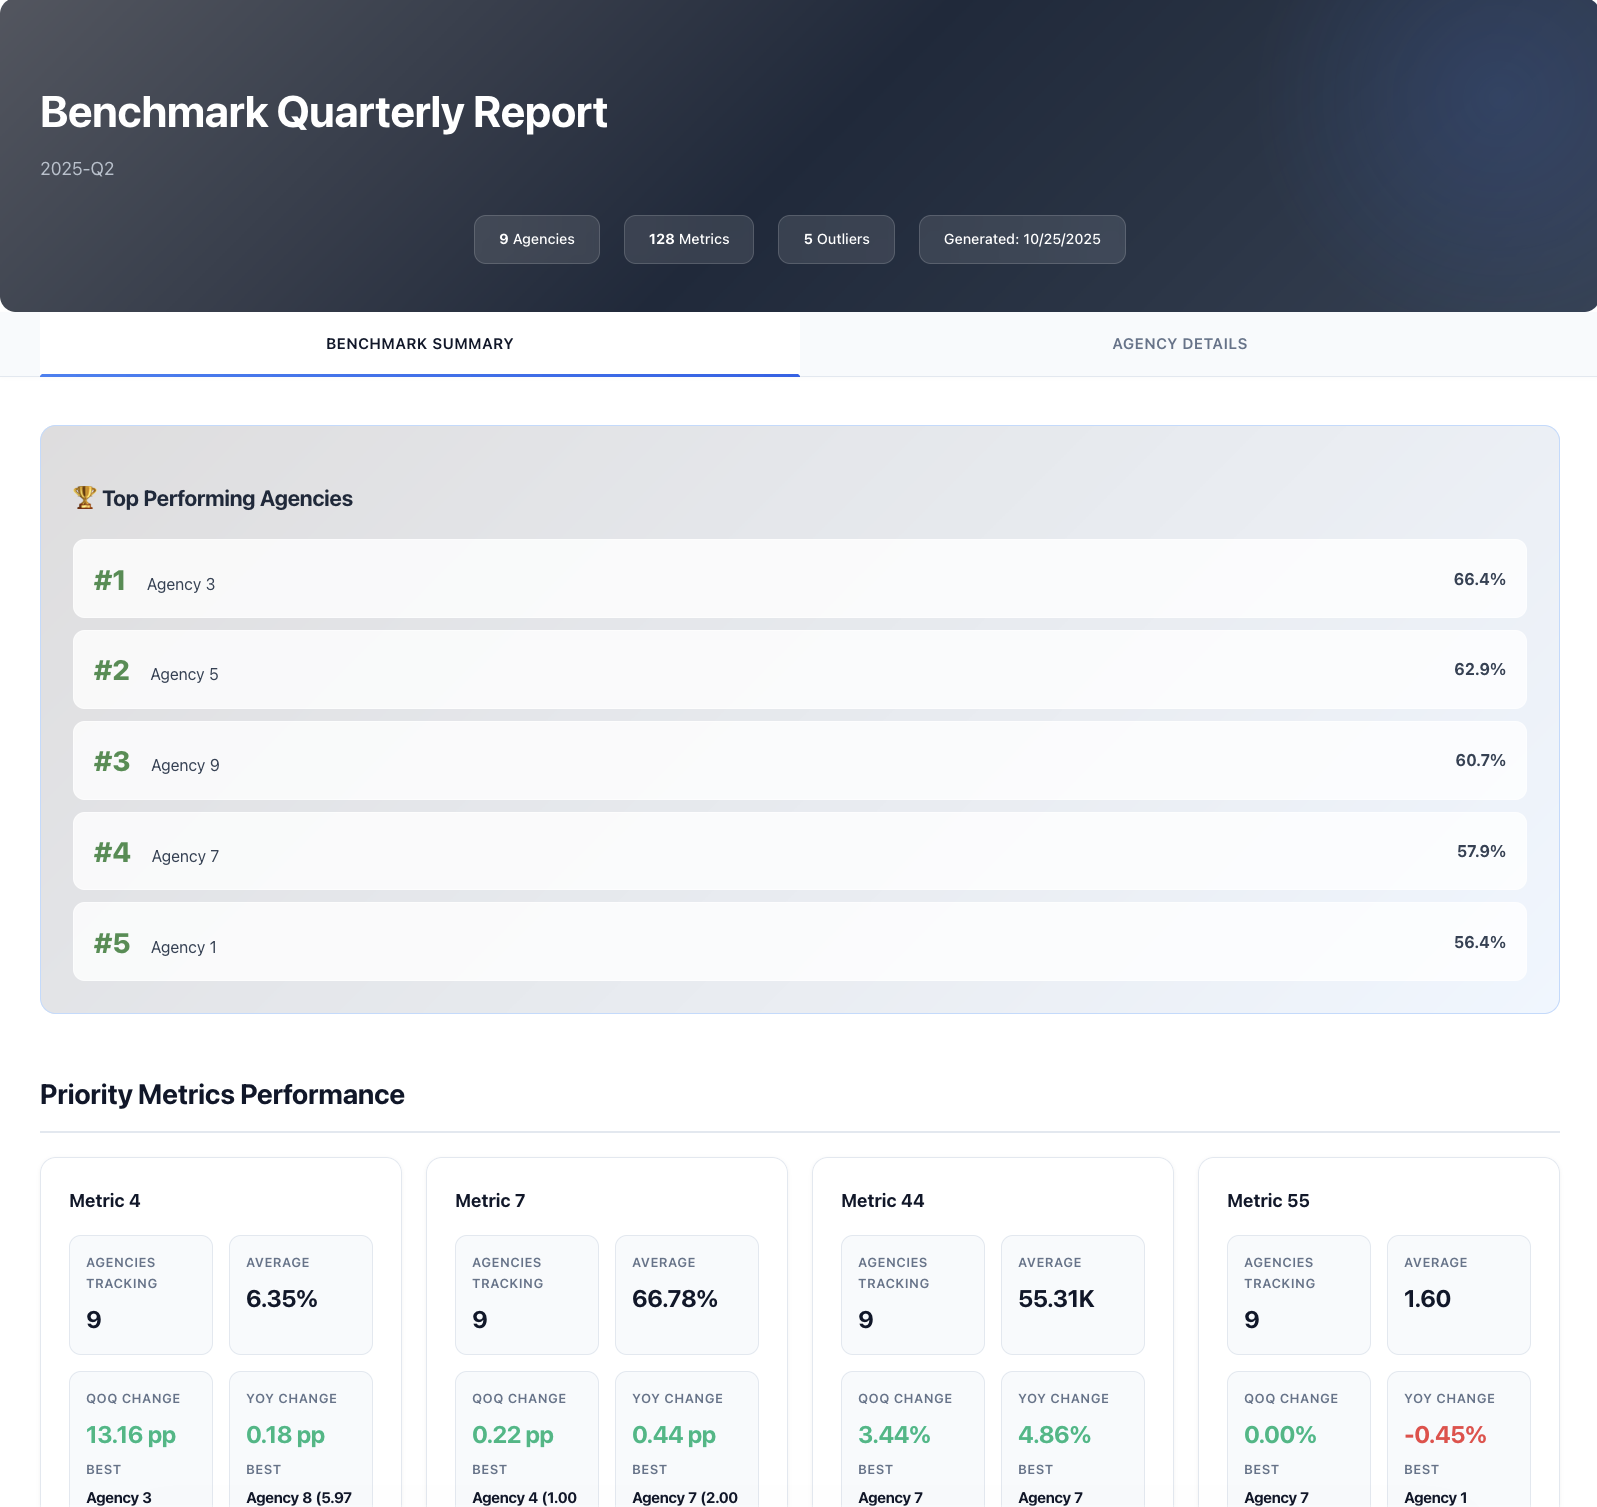 Benchmark Quarterly Report
2025-Q2
9 Agencies
128 Metrics
5 Outliers
Generated: 10/25/2025
BENCHMARK SUMMARY
AGENCY DETAILS
🏆 Top Performing Agencies
#1 Agency 3 66.4%
#2 Agency 5 62.9%
#3 Agency 9 60.7%
#4 Agency 7 57.9%
#5 Agency 1 56.4%
Priority Metrics Performance
Metric 4
AGENCIES
TRACKING
9
AVERAGE
6.35%
QOQ CHANGE
13.16 pp
BEST
Agency 3
YOY CHANGE
0.18 pp
BEST
Agency 8 (5.97
Metric 7
AGENCIES
TRACKING
9
AVERAGE
66.78%
QOQ CHANGE
0.22 pp
BEST
Agency 4 (1.00
YOY CHANGE
0.44 pp
BEST
Agency 7 (2.00
Metric 44
AGENCIES
TRACKING
9
AVERAGE
55.31K
QOQ CHANGE
3.44%
BEST
Agency 7
YOY CHANGE
4.86%
BEST
Agency 7
Metric 55
AGENCIES
TRACKING
9
AVERAGE
1.60
QOQ CHANGE
0.00%
BEST
Agency 7
YOY CHANGE
-0.45%
BEST
Agency 1